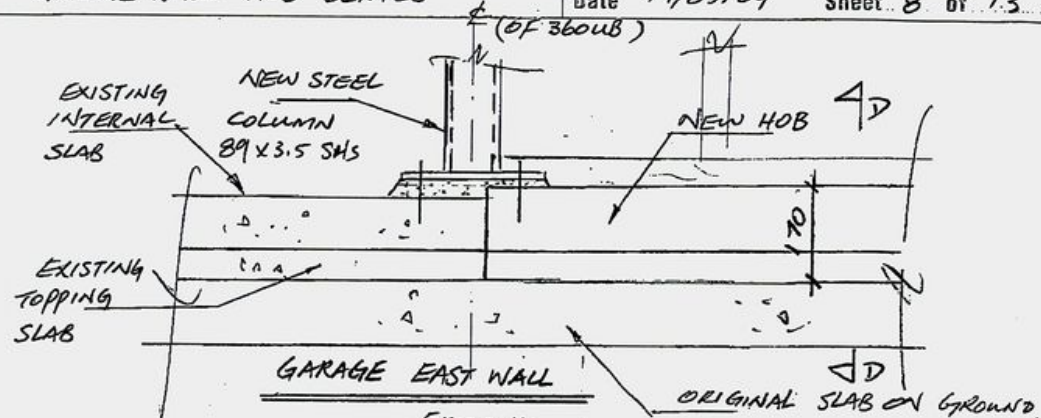 Date
Sheet 8 of 13
℄ (OF 360UB)
NEW STEEL
COLUMN
89 X 3.5 SHS
EXISTING
INTERNAL
SLAB
NEW HOB
D
170
EXISTING
TOPPING
SLAB
GARAGE EAST WALL
D
ORIGINAL SLAB ON GROUND